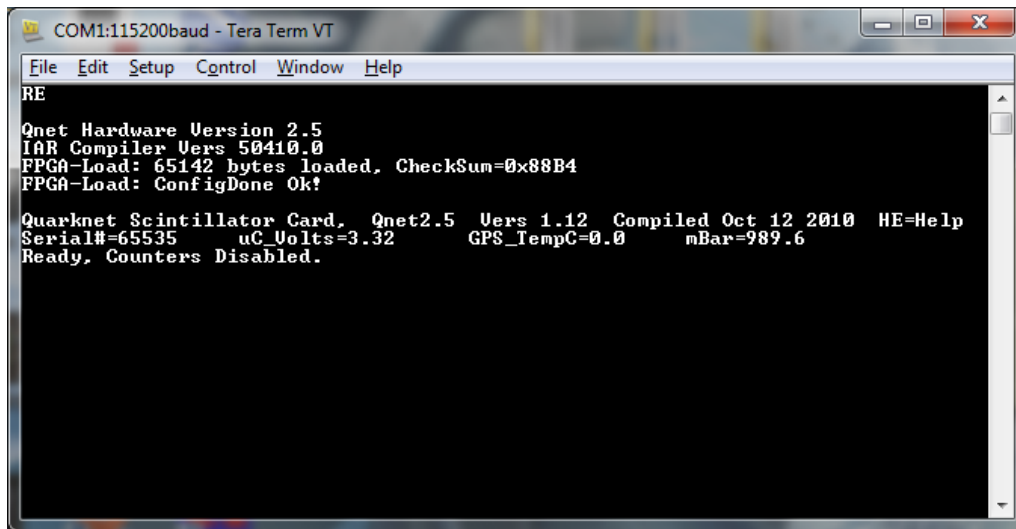 COM1:115200baud - Tera Term VT
File Edit Setup Control Window Help
RE
Qnet Hardware Version 2.5
IAR Compiler Vers 50410.0
FPGA-Load: 65142 bytes loaded, CheckSum=0x88B4
FPGA-Load: ConfigDone Ok!
Quarknet Scintillator Card, Qnet2.5 Vers 1.12 Compiled Oct 12 2010 HE=Help
Serial#=65535 uC_Volts=3.32 GPS_TempC=0.0 mBar=989.6
Ready, Counters Disabled.